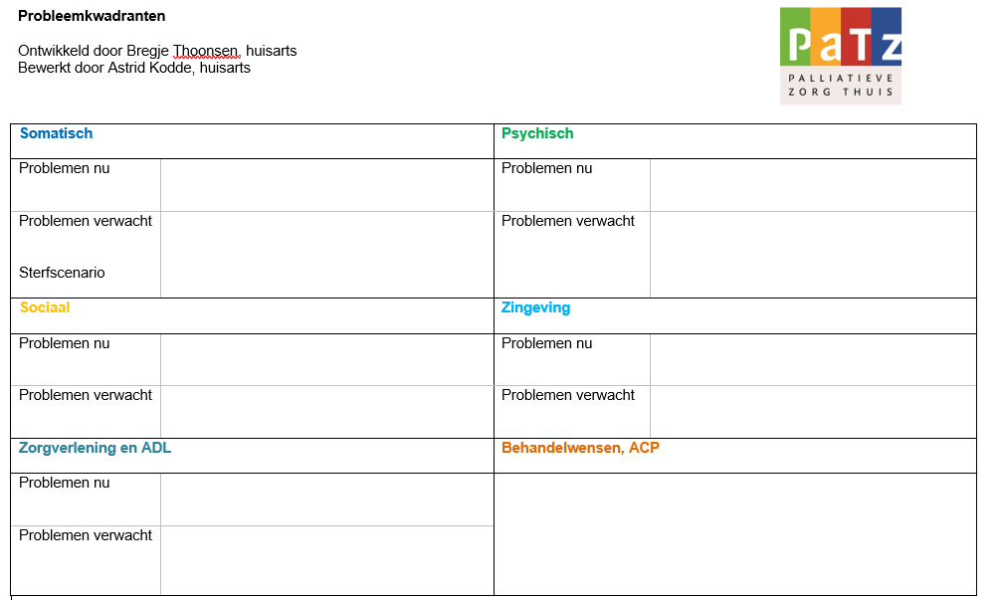 Probleemkwadranten
Ontwikkeld door Bregje Thoonsen, huisarts
Bewerkt door Astrid Kodde, huisarts
PaTz
PALLIATIEVE
ZORG THUIS
Somatisch
Psychisch
Problemen nu
Problemen nu
Problemen verwacht
Problemen verwacht
Sterfscenario
Sociaal
Zingeving
Problemen nu
Problemen nu
Problemen verwacht
Problemen verwacht
Zorgverlening en ADL
Behandelwensen, ACP
Problemen nu
Problemen verwacht